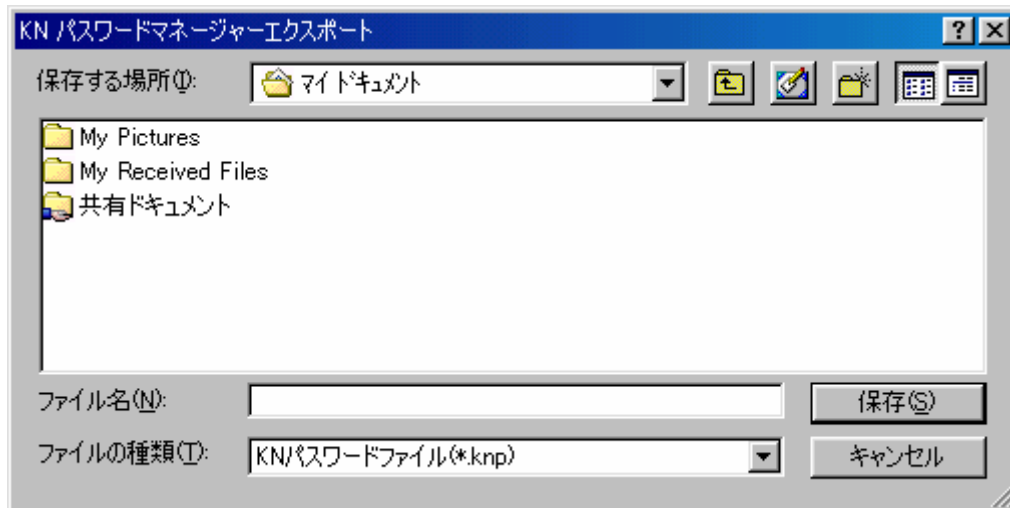 KN パスワードマネージャーエクスポート
保存する場所(I):
マイ ドキュメント
My Pictures
My Received Files
共有ドキュメント
ファイル名(N):
保存(S)
ファイルの種類(T):
KNパスワードファイル(*.knp)
キャンセル